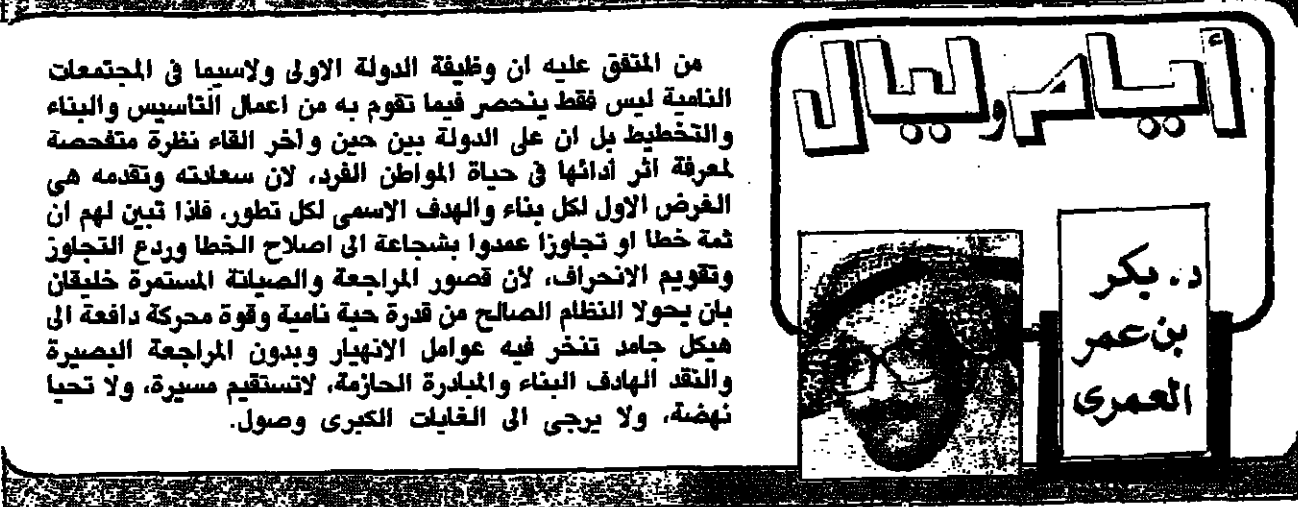 أيام وليال
د. بكر
بن عمر
العمرى
من المتفق عليه ان وظيفة الدولة الاولى ولاسيما في المجتمعات
النامية ليس فقط ينحصر فيما تقوم به من اعمال التأسيس والبناء
والتخطيط بل ان على الدولة بين حين وآخر القاء نظرة متفحصة
لمعرفة اثر أدائها في حياة المواطن الفرد، لان سعادته وتقدمه هي
الغرض الاول لكل بناء والهدف الاسمى لكل تطور، فاذا تبين لهم ان
ثمة خطا او تجاوزا عمدوا بشجاعة الى اصلاح الخطا وردع التجاوز
وتقويم الانحراف، لأن قصور المراجعة والصيانة المستمرة خليقان
بان يحولا النظام الصالح من قدرة حية نامية وقوة محركة دافعة الى
هيكل جامد تنخر فيه عوامل الانهيار وبدون المراجعة البصيرة
والنقد الهادف البناء والمبادرة الحازمة، لاتستقيم مسيرة، ولا تحيا
نهضة، ولا يرجى الى الغايات الكبرى وصول.